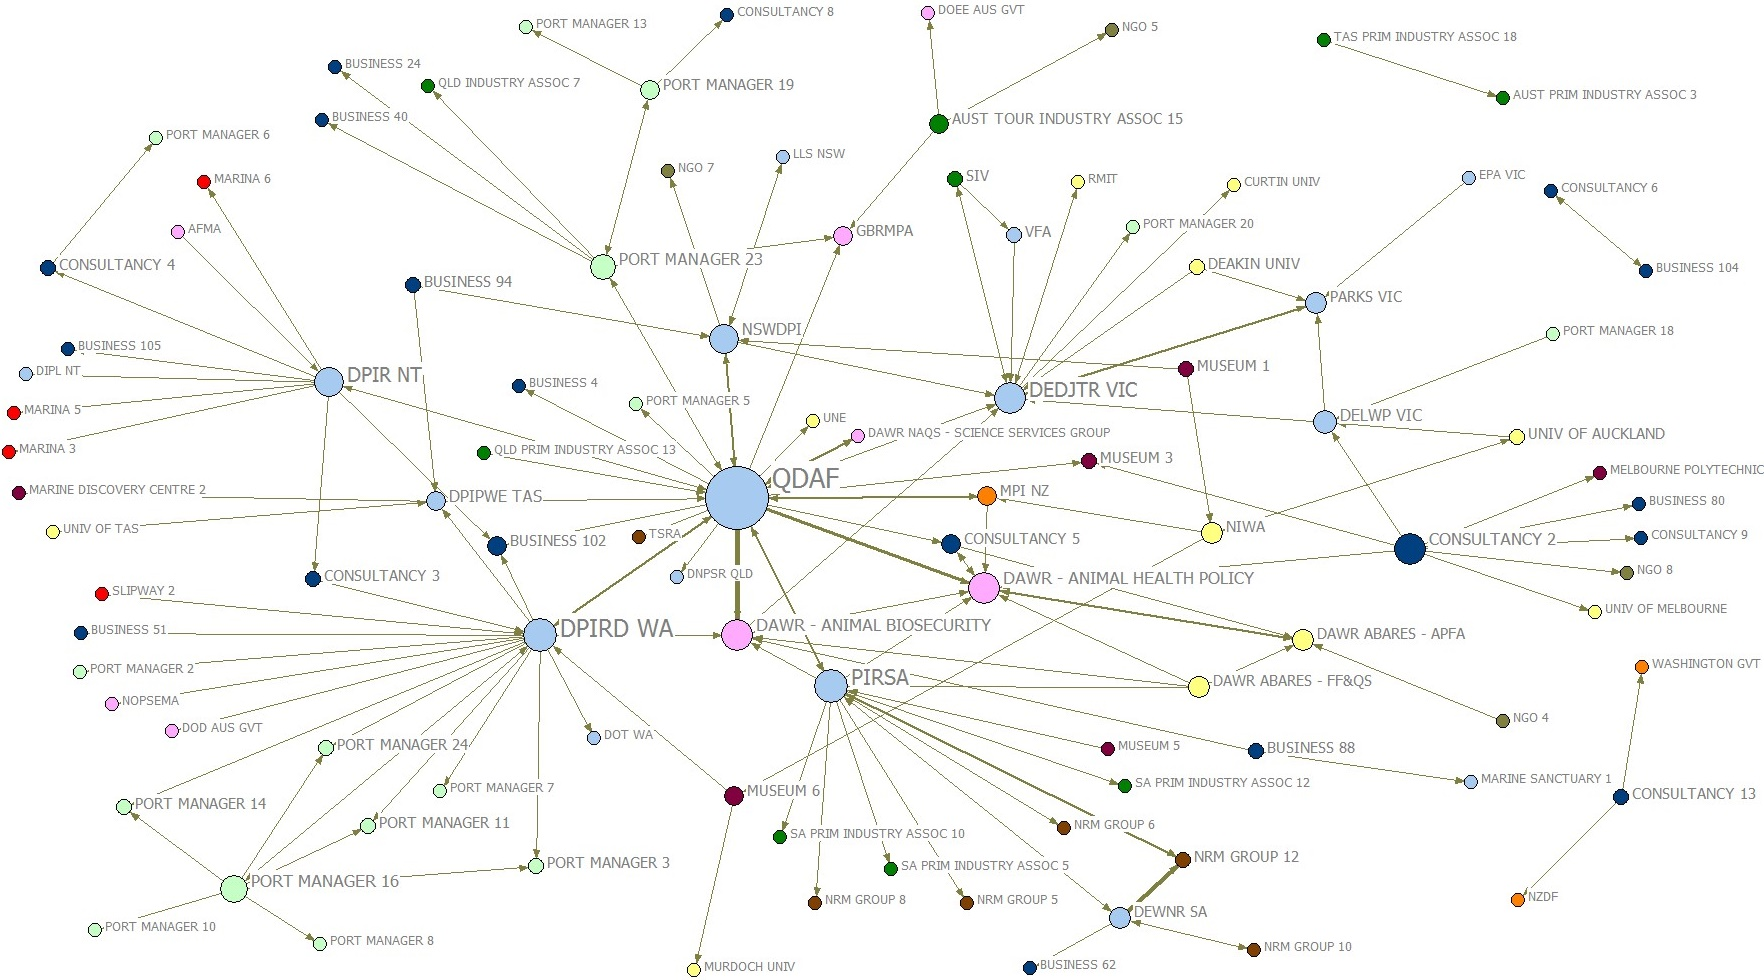 DOEE AUS GVT
CONSULTANCY 8
PORT MANAGER 13
NGO 5
TAS PRIM INDUSTRY ASSOC 18
BUSINESS 24
QLD INDUSTRY ASSOC 7
PORT MANAGER 19
AUST PRIM INDUSTRY ASSOC 3
BUSINESS 40
AUST TOUR INDUSTRY ASSOC 15
PORT MANAGER 6
LLS NSW
NGO 7
MARINA 6
SIV
RMIT
CURTIN UNIV
EPA VIC
CONSULTANCY 6
AFMA
GBRMPA
VFA
PORT MANAGER 20
CONSULTANCY 4
PORT MANAGER 23
DEAKIN UNIV
BUSINESS 104
BUSINESS 94
PARKS VIC
NSWDPI
PORT MANAGER 18
BUSINESS 105
DIPL NT
DPIR NT
MUSEUM 1
BUSINESS 4
DEDJTR VIC
MARINA 5
PORT MANAGER 5
UNE
DELWP VIC
DAWR NAQS - SCIENCE SERVICES GROUP
UNIV OF AUCKLAND
MARINA 3
QLD PRIM INDUSTRY ASSOC 13
MUSEUM 3
MELBOURNE POLYTECHNIC
QDAF
MARINE DISCOVERY CENTRE 2
DPIPWE TAS
MPI NZ
BUSINESS 80
UNIV OF TAS
TSRA
NIWA
BUSINESS 102
CONSULTANCY 5
CONSULTANCY 2
CONSULTANCY 9
CONSULTANCY 3
DNPSR QLD
DAWR - ANIMAL HEALTH POLICY
NGO 8
SLIPWAY 2
UNIV OF MELBOURNE
BUSINESS 51
DPIRD WA
DAWR - ANIMAL BIOSECURITY
DAWR ABARES - APFA
PORT MANAGER 2
PIRSA
DAWR ABARES - FF&QS
WASHINGTON GVT
NOPSEMA
NGO 4
DOD AUS GVT
DOT WA
PORT MANAGER 24
MUSEUM 5
BUSINESS 88
PORT MANAGER 7
MUSEUM 6
SA PRIM INDUSTRY ASSOC 12
MARINE SANCTUARY 1
CONSULTANCY 13
PORT MANAGER 14
PORT MANAGER 11
SA PRIM INDUSTRY ASSOC 10
NRM GROUP 6
PORT MANAGER 3
SA PRIM INDUSTRY ASSOC 5
NRM GROUP 12
PORT MANAGER 16
NRM GROUP 8
NRM GROUP 5
NZDF
PORT MANAGER 10
DEWNR SA
PORT MANAGER 8
NRM GROUP 10
MURDOCH UNIV
BUSINESS 62